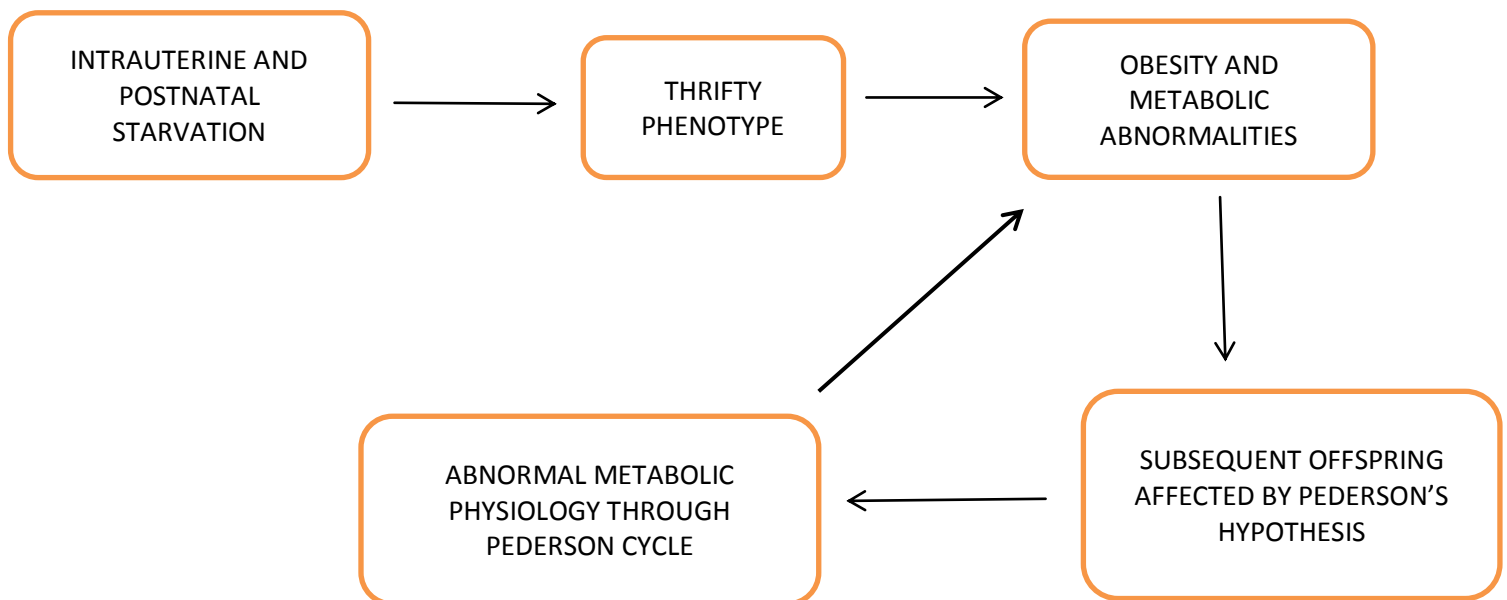 INTRAUTERINE AND
POSTNATAL
STARVATION
THRIFTY
PHENOTYPE
OBESITY AND
METABOLIC
ABNORMALITIES
SUBSEQUENT OFFSPRING
AFFECTED BY PEDERSON’S
HYPOTHESIS
ABNORMAL METABOLIC
PHYSIOLOGY THROUGH
PEDERSON CYCLE